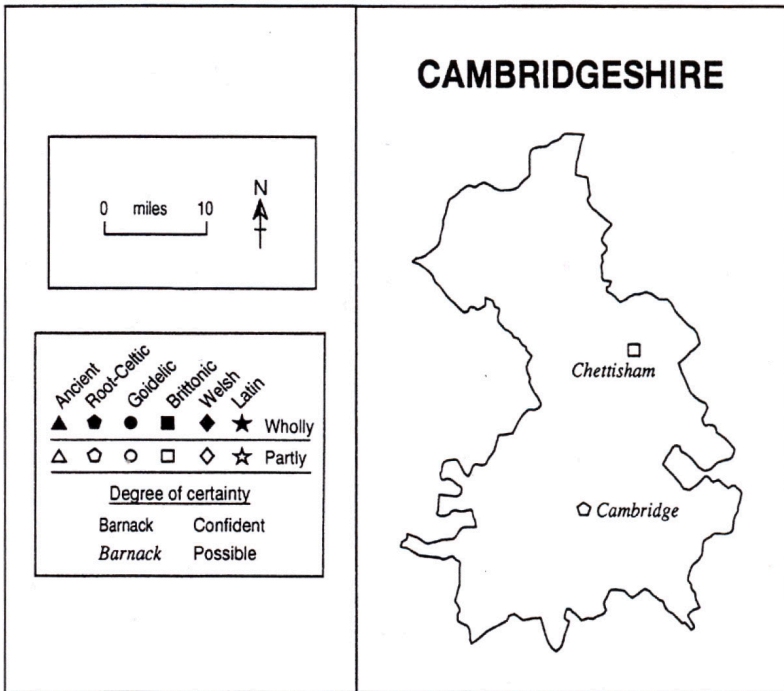 CAMBRIDGESHIRE
0 miles 10
N
Ancient
Root-Celtic
Goidelic
Brittonic
Welsh
Latin
Wholly
Partly
Degree of certainty
Barnack Confident
Barnack Possible
Chettisham
Cambridge